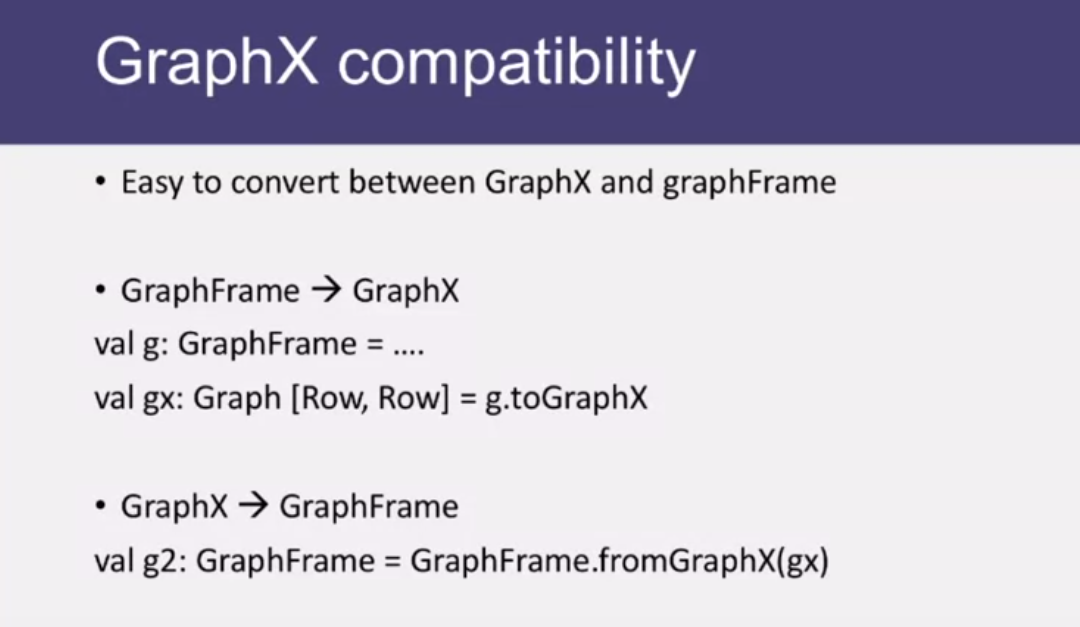 GraphX compatibility
• Easy to convert between GraphX and graphFrame
• GraphFrame → GraphX
val g: GraphFrame = ....
val gx: Graph [Row, Row] = g.toGraphX
• GraphX → GraphFrame
val g2: GraphFrame = GraphFrame.fromGraphX(gx)